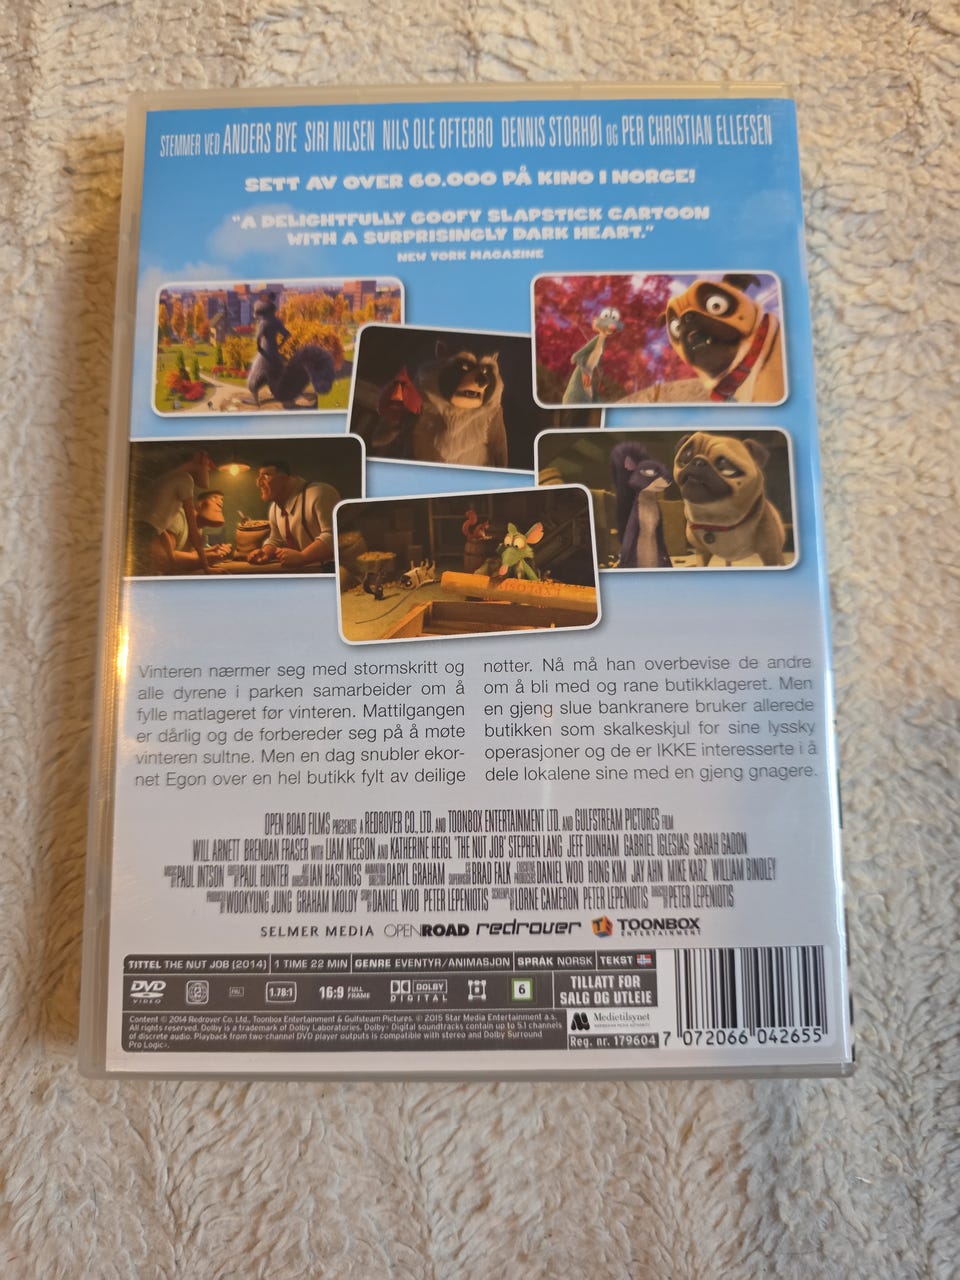 STEMMER VED ANDERS BYE SIRI NILSEN NILS OLE OFTEBRO DENNIS STORHØI OG PER CHRISTIAN ELLEFSEN
SETT AV OVER 60.000 PÅ KINO I NORGE!
"A DELIGHTFULLY GOOFY SLAPSTICK CARTOON
WITH A SURPRISINGLY DARK HEART."
NEW YORK MAGAZINE
Vinteren nærmer seg med stormskritt og
alle dyrene i parken samarbeider om å
fylle matlageret før vinteren. Mattilgangen
er dårlig og de forbereder seg på å møte
vinteren sultne. Men en dag snubler ekor-
net Egon over en hel butikk fylt av deilige
nøtter. Nå må han overbevise de andre
om å bli med og rane butikklageret. Men
en gjeng slue bankranere bruker allerede
butikken som skalkeskjul for sine lyssky
operasjoner og de er IKKE interesserte i å
dele lokalene sine med en gjeng gnagere.
OPEN ROAD FILMS PRESENTS A REDROVER CO., LTD. AND TOONBOX ENTERTAINMENT LTD. AND GULFSTREAM PICTURES FILM
WILL ARNETT BRENDAN FRASER WITH LIAM NEESON AND KATHERINE HEIGL "THE NUT JOB" STEPHEN LANG JEFF DUNHAM GABRIEL IGLESIAS SARAH GADON
PAUL INTSON PAUL HUNTER IAN HASTINGS DARYL GRAHAM BRAD FALK DANIEL WOO HONG KIM JAY AHN MIKE KARZ WILLIAM BINDLEY
WOOKYUNG JUNG GRAHAM MOLOY DANIEL WOO PETER LEPENIOTIS LORNE CAMERON PETER LEPENIOTIS PETER LEPENIOTIS
SELMER MEDIA OPENROAD redrover TOONBOX
ENTERTAINMENT
TITTEL THE NUT JOB (2014) 1 TIME 22 MIN GENRE EVENTYR/ANIMASJON SPRÅK NORSK TEKST
DVD VIDEO 2 1.78:1 16:9 FULL FRAME DOLBY DIGITAL 6
TILLATT FOR
SALG OG UTLEIE
Content © 2014 Redrover Co. Ltd., Toonbox Entertainment & Gulfsteam Pictures. © 2015 Star Media Entertainment a.s.
All rights reserved. Dolby is a trademark of Dolby Laboratories. Dolby Digital soundtracks contain up to 5.1 channels
of discrete audio. Playback from two-channel DVD player outputs is compatible with stereo and Dolby Surround
Pro Logic.
Medietilsynet
Reg. nr. 179604
7 072066 042655